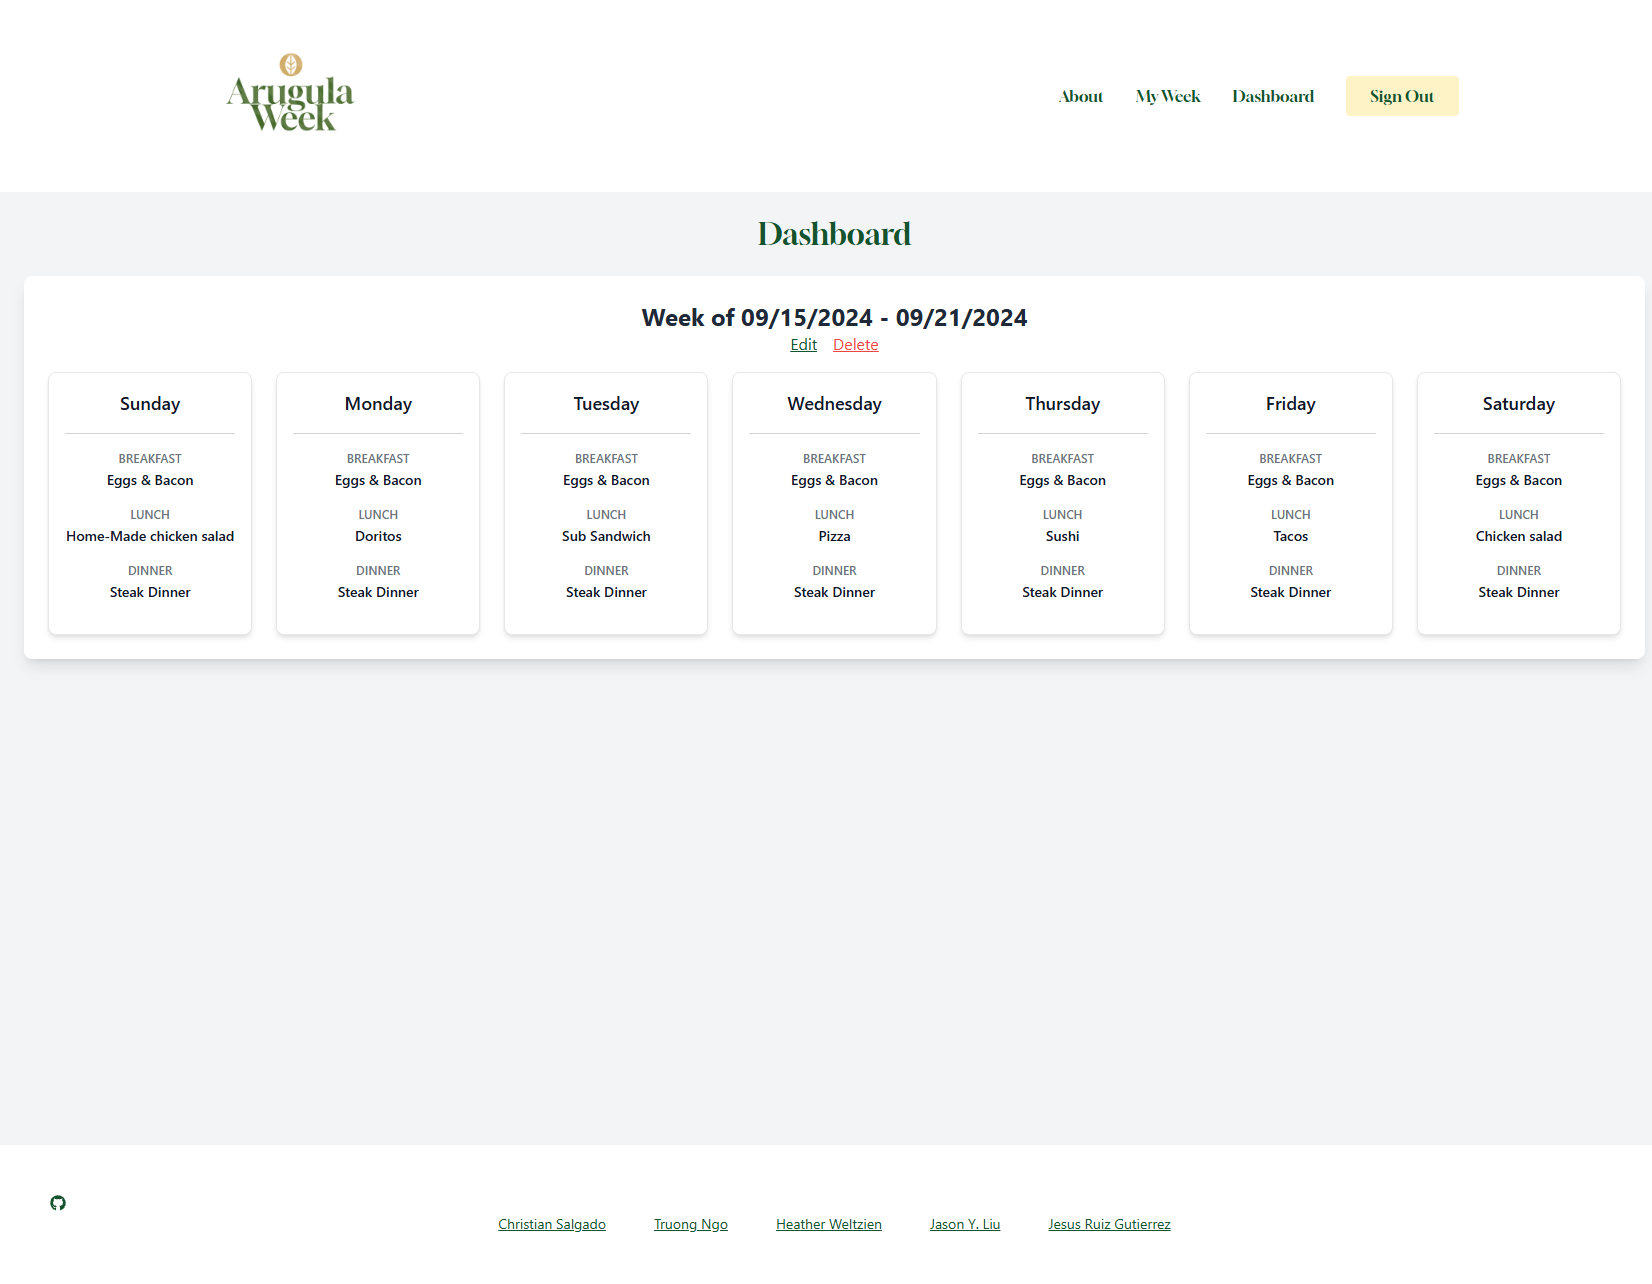 Arugula
Week
About My Week Dashboard Sign Out
Dashboard
Week of 09/15/2024 - 09/21/2024
Edit Delete
Sunday
BREAKFAST
Eggs & Bacon
LUNCH
Home-Made chicken salad
DINNER
Steak Dinner
Monday
BREAKFAST
Eggs & Bacon
LUNCH
Doritos
DINNER
Steak Dinner
Tuesday
BREAKFAST
Eggs & Bacon
LUNCH
Sub Sandwich
DINNER
Steak Dinner
Wednesday
BREAKFAST
Eggs & Bacon
LUNCH
Pizza
DINNER
Steak Dinner
Thursday
BREAKFAST
Eggs & Bacon
LUNCH
Sushi
DINNER
Steak Dinner
Friday
BREAKFAST
Eggs & Bacon
LUNCH
Tacos
DINNER
Steak Dinner
Saturday
BREAKFAST
Eggs & Bacon
LUNCH
Chicken salad
DINNER
Steak Dinner
Christian Salgado Truong Ngo Heather Weltzien Jason Y. Liu Jesus Ruiz Gutierrez